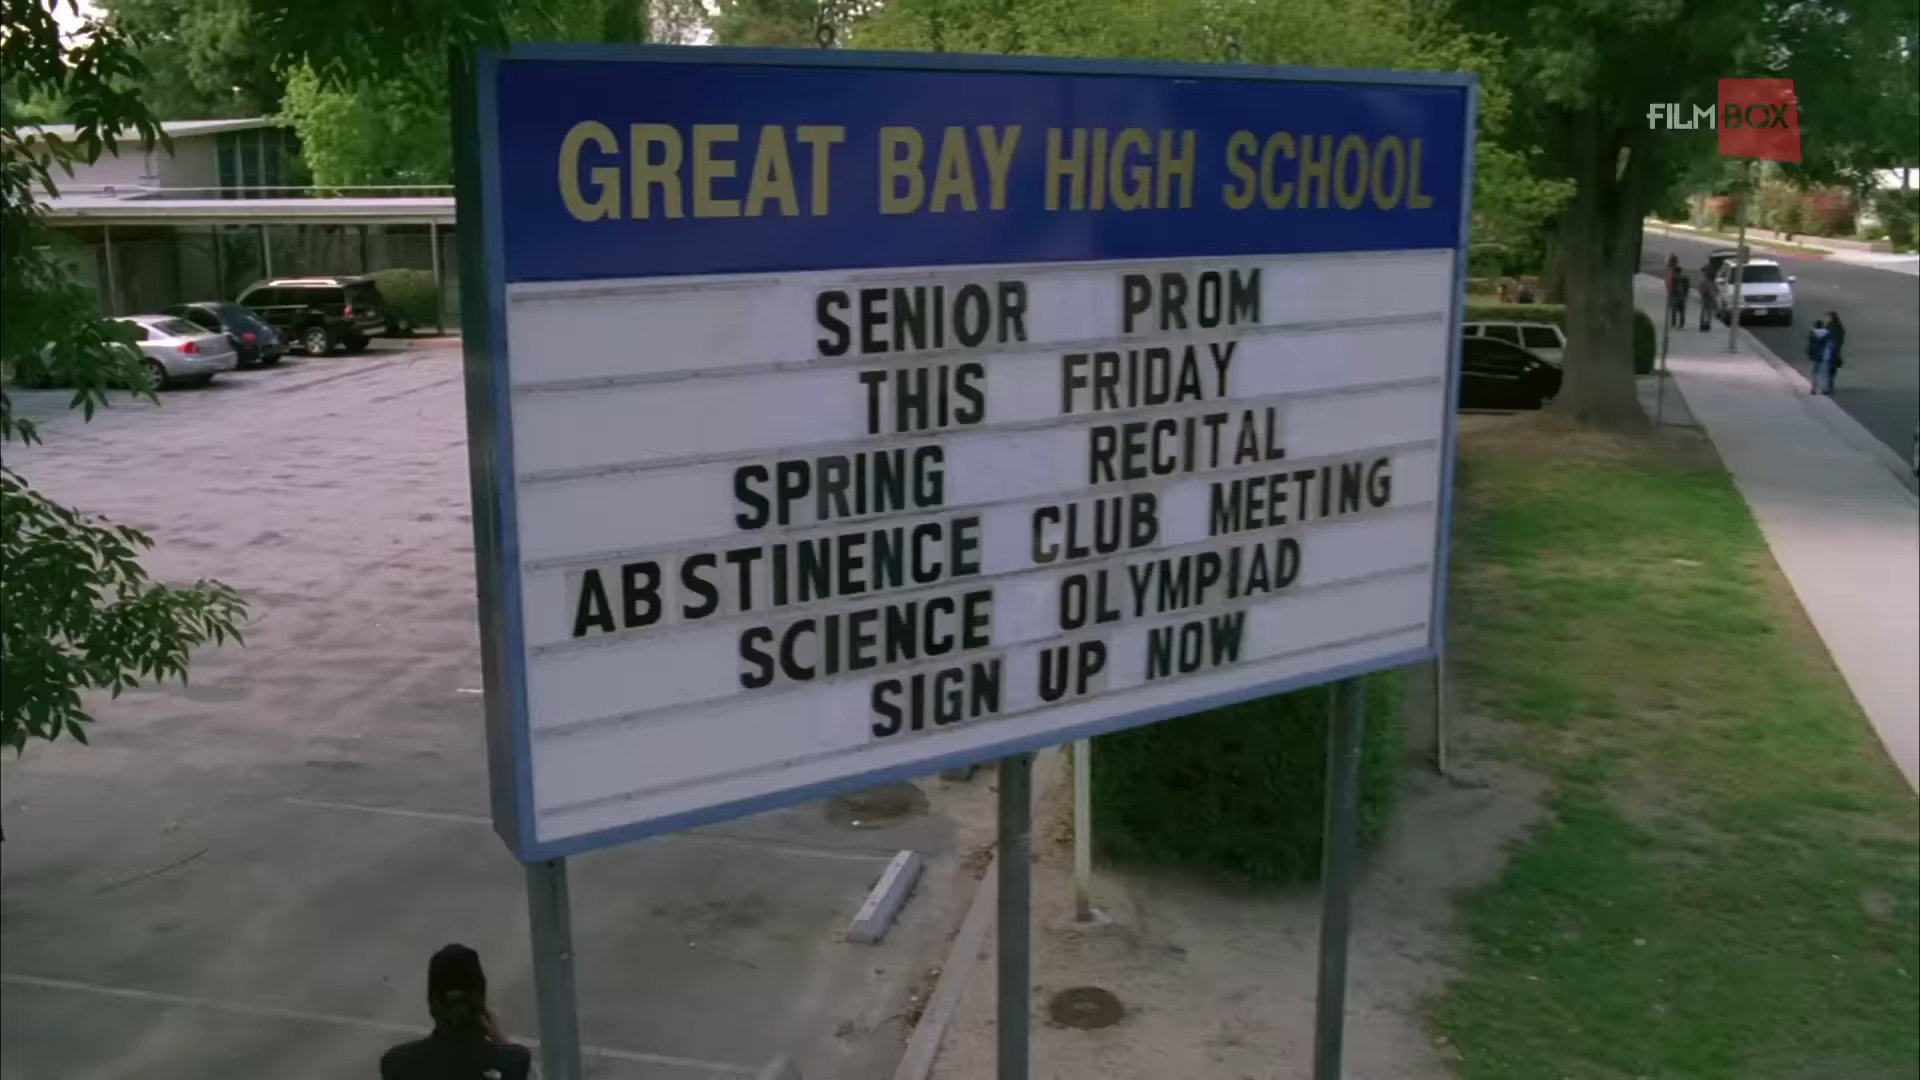 FILMBOX
GREAT BAY HIGH SCHOOL
SENIOR PROM
THIS FRIDAY
SPRING RECITAL
ABSTINENCE CLUB MEETING
SCIENCE OLYMPIAD
SIGN UP NOW